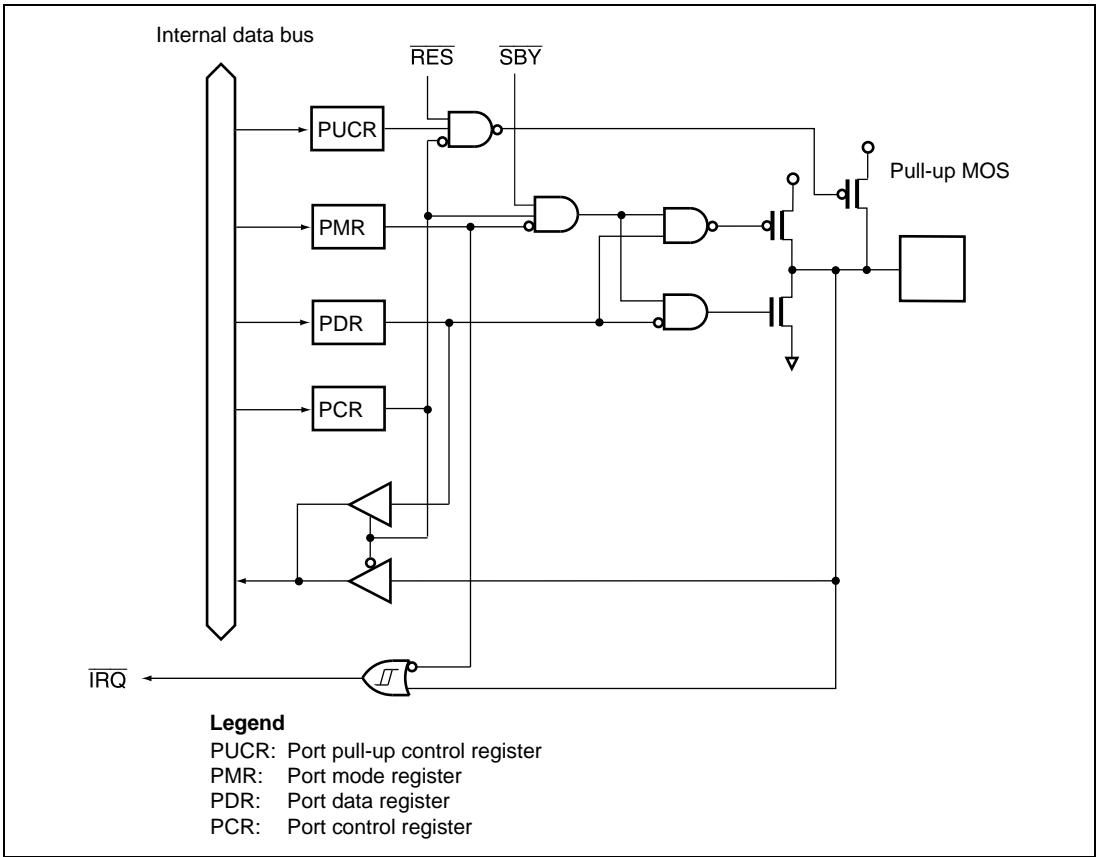 Internal data bus
RES
SBY
PUCR
Pull-up MOS
PMR
PDR
PCR
IRQ
Legend
PUCR: Port pull-up control register
PMR: Port mode register
PDR: Port data register
PCR: Port control register